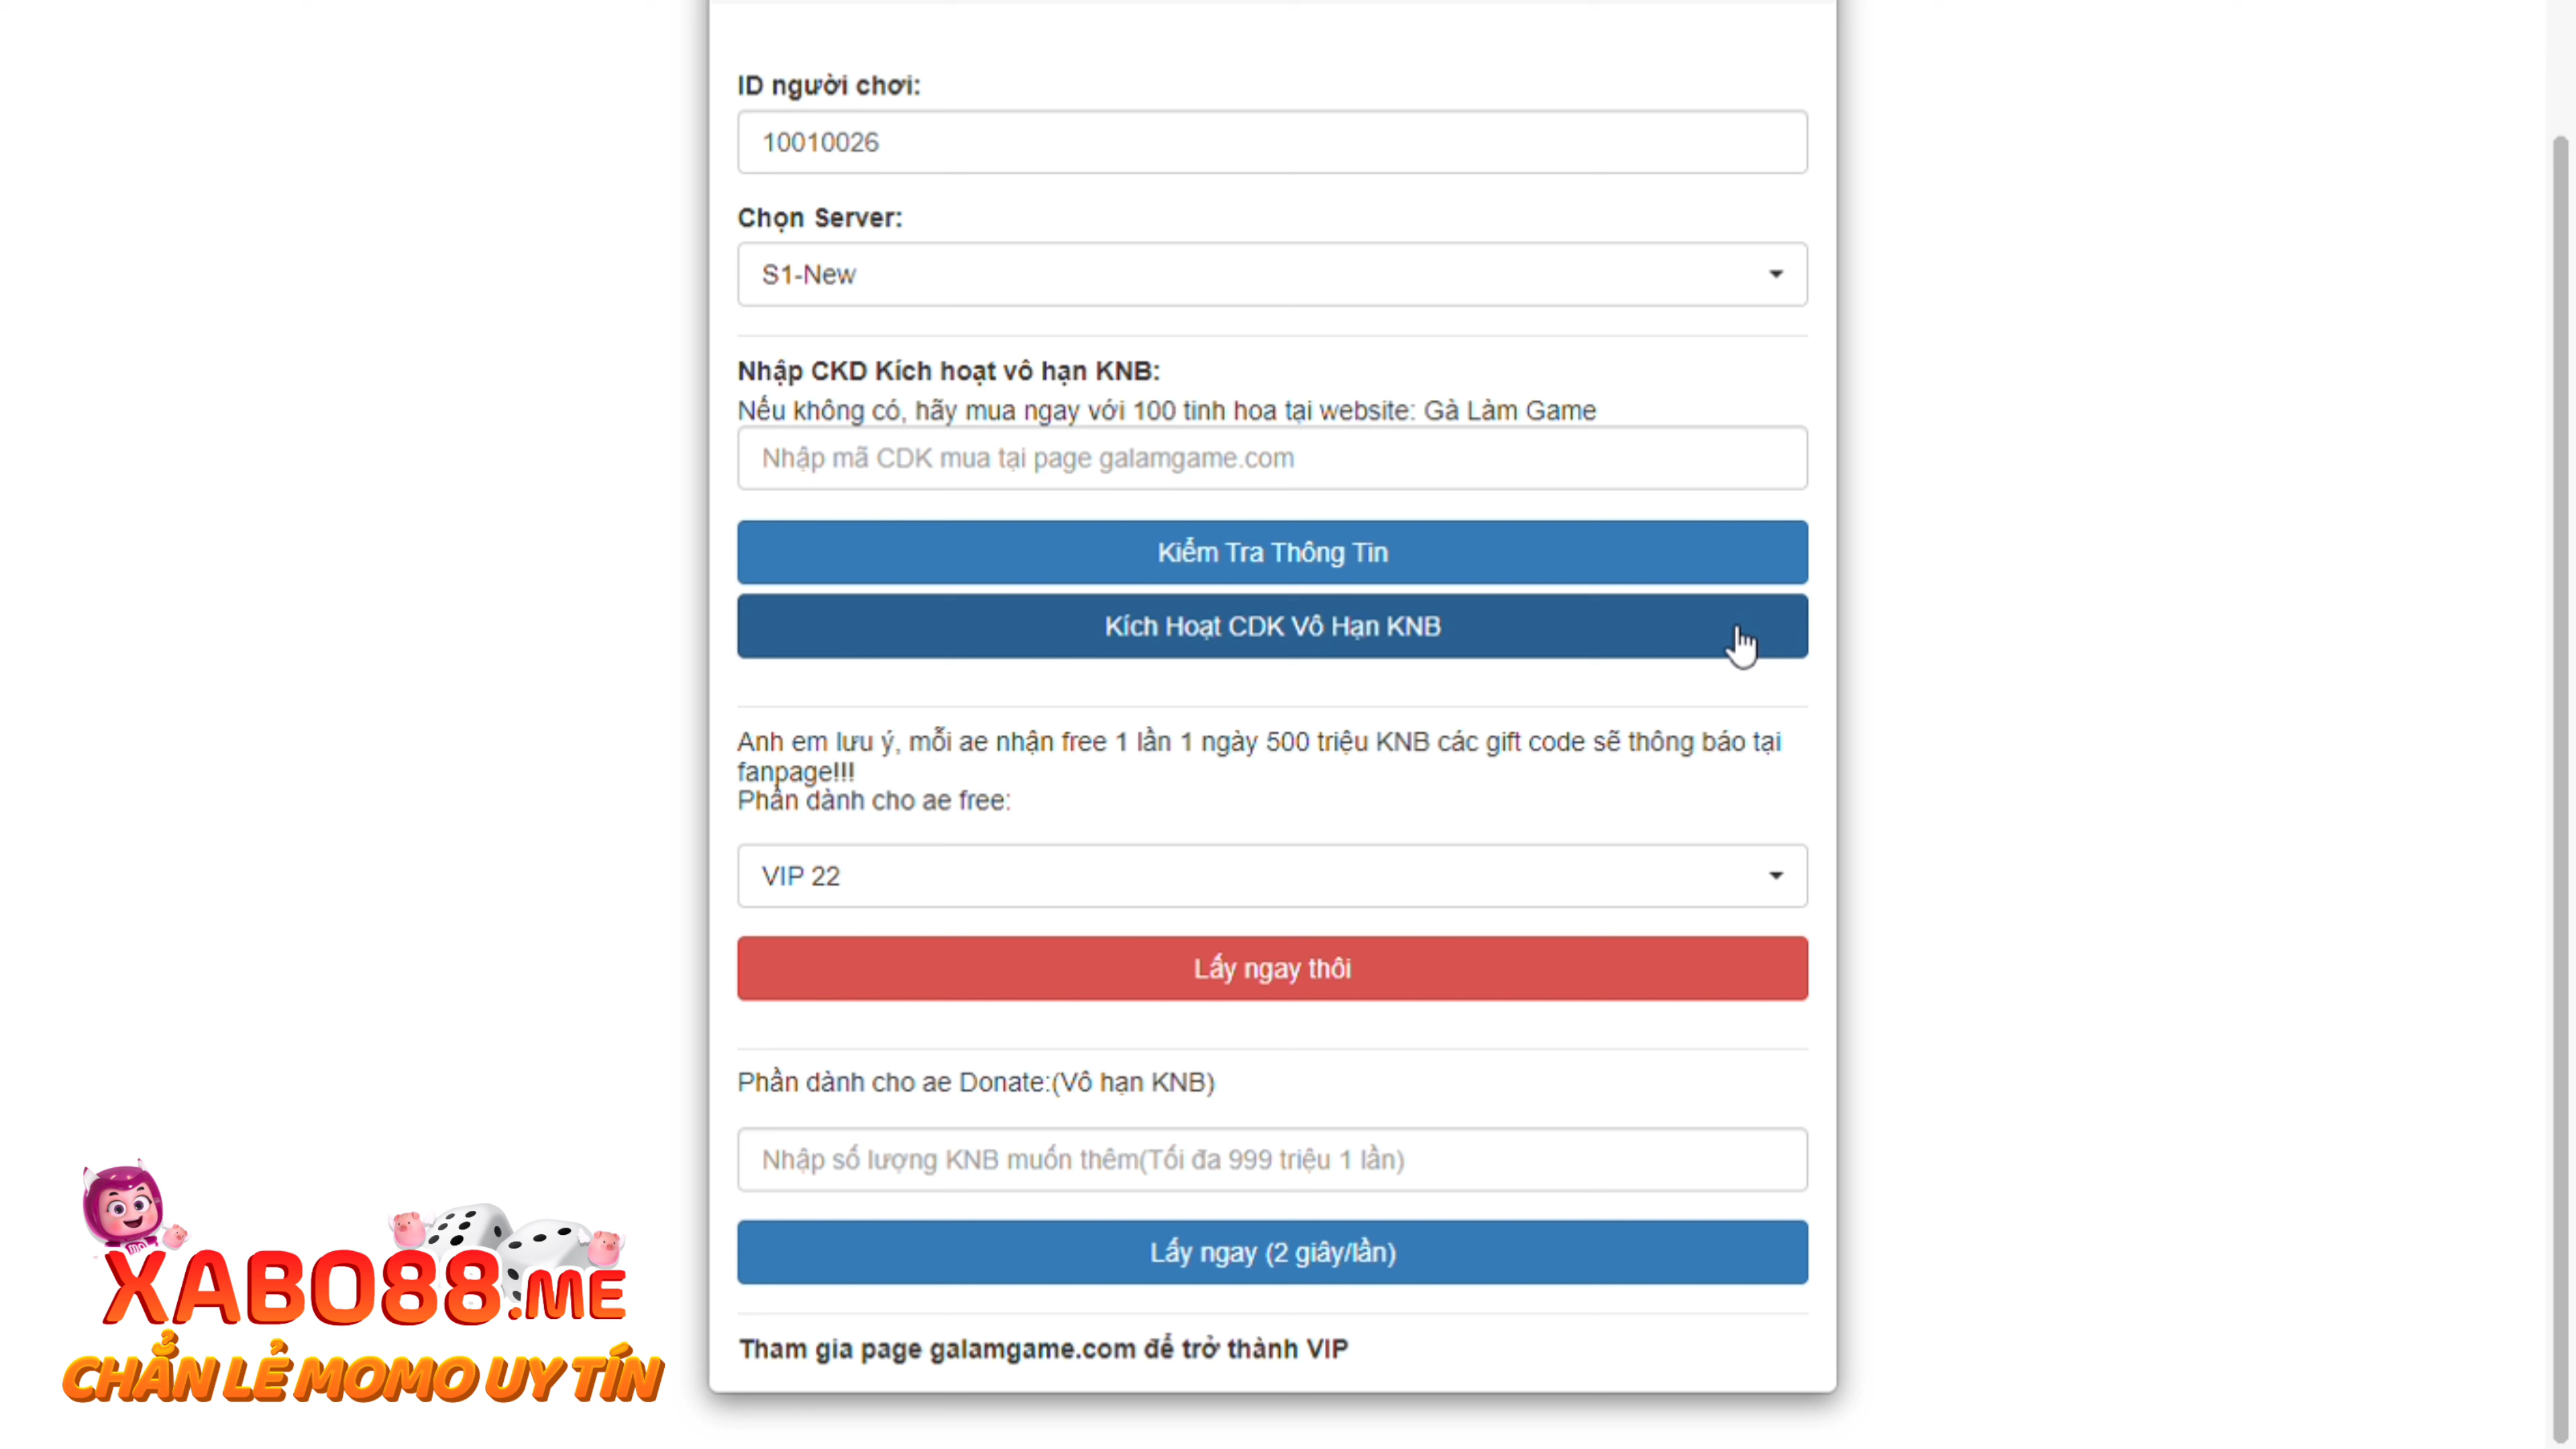 ID người chơi:
10010026
Chọn Server:
S1-New
Nhập CKD Kích hoạt vô hạn KNB:
Nếu không có, hãy mua ngay với 100 tinh hoa tại website: Gà Làm Game
Nhập mã CDK mua tại page galamgame.com
Kiểm Tra Thông Tin
Kích Hoạt CDK Vô Hạn KNB
Anh em lưu ý, mỗi ae nhận free 1 lần 1 ngày 500 triệu KNB các gift code sẽ thông báo tại
fanpage!!!
Phần dành cho ae free:
VIP 22
Lấy ngay thôi
Phần dành cho ae Donate:(Vô hạn KNB)
Nhập số lượng KNB muốn thêm(Tối đa 999 triệu 1 lần)
Lấy ngay (2 giây/lần)
Tham gia page galamgame.com để trở thành VIP
XABO88.ME
CHẴN LẺ MOMO UY TÍN